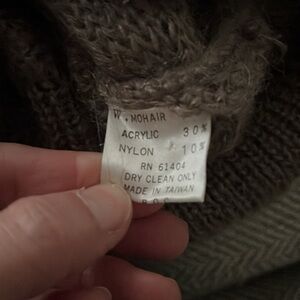 W. MOHAIR
ACRYLIC 30%
NYLON 10%
RN 61404
DRY CLEAN ONLY
MADE IN TAIWAN
R.O.C.